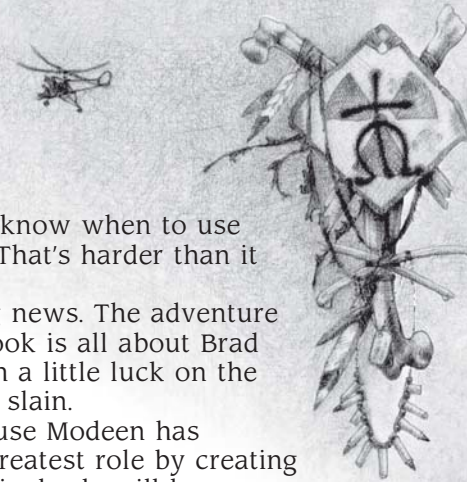 know when to use
That's harder than it
news. The adventure
ook is all about Brad
a little luck on the
slain.
use Modeen has
reatest role by creating